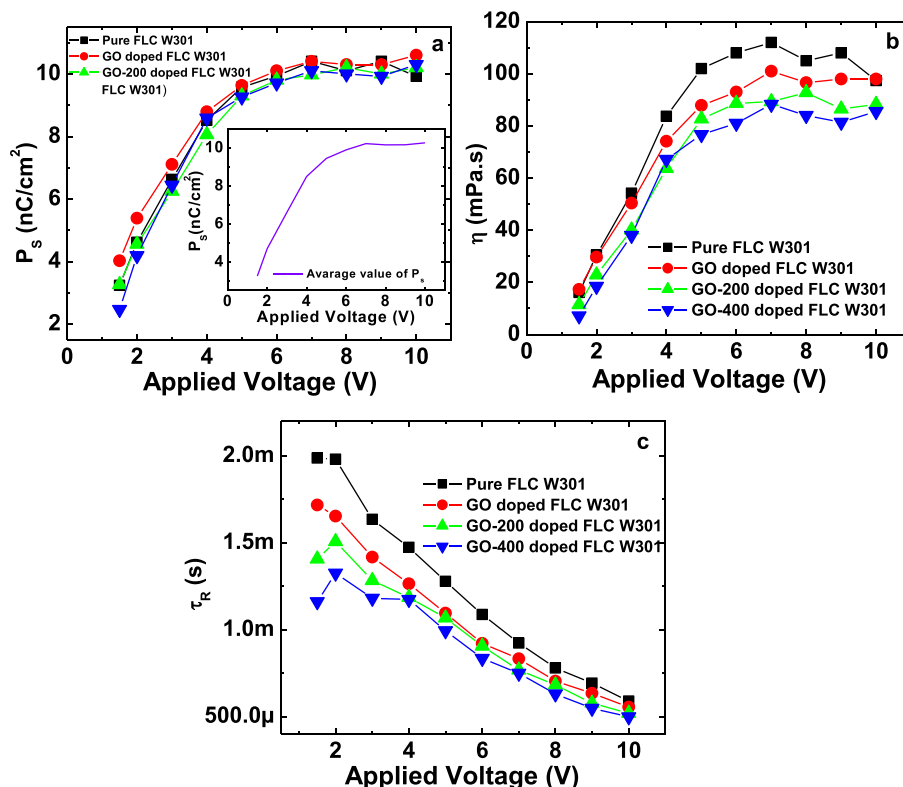 a
Pure FLC W301
GO doped FLC W301
GO-200 doped FLC W301
FLC W301）
P_S (nC/cm²)
10
8
6
4
2
0 2 4 6 8 10
Applied Voltage (V)
P_S(nC/cm²)
10
8
6
4
0 2 4 6 8 10
Avarage value of P_s
Applied Voltage (V)
b
η (mPa.s)
120
100
80
60
40
20
0
Pure FLC W301
GO doped FLC W301
GO-200 doped FLC W301
GO-400 doped FLC W301
0 2 4 6 8 10
Applied Voltage (V)
c
τ_R (s)
2.0m
1.5m
1.0m
500.0µ
Pure FLC W301
GO doped FLC W301
GO-200 doped FLC W301
GO-400 doped FLC W301
2 4 6 8 10
Applied Voltage (V)